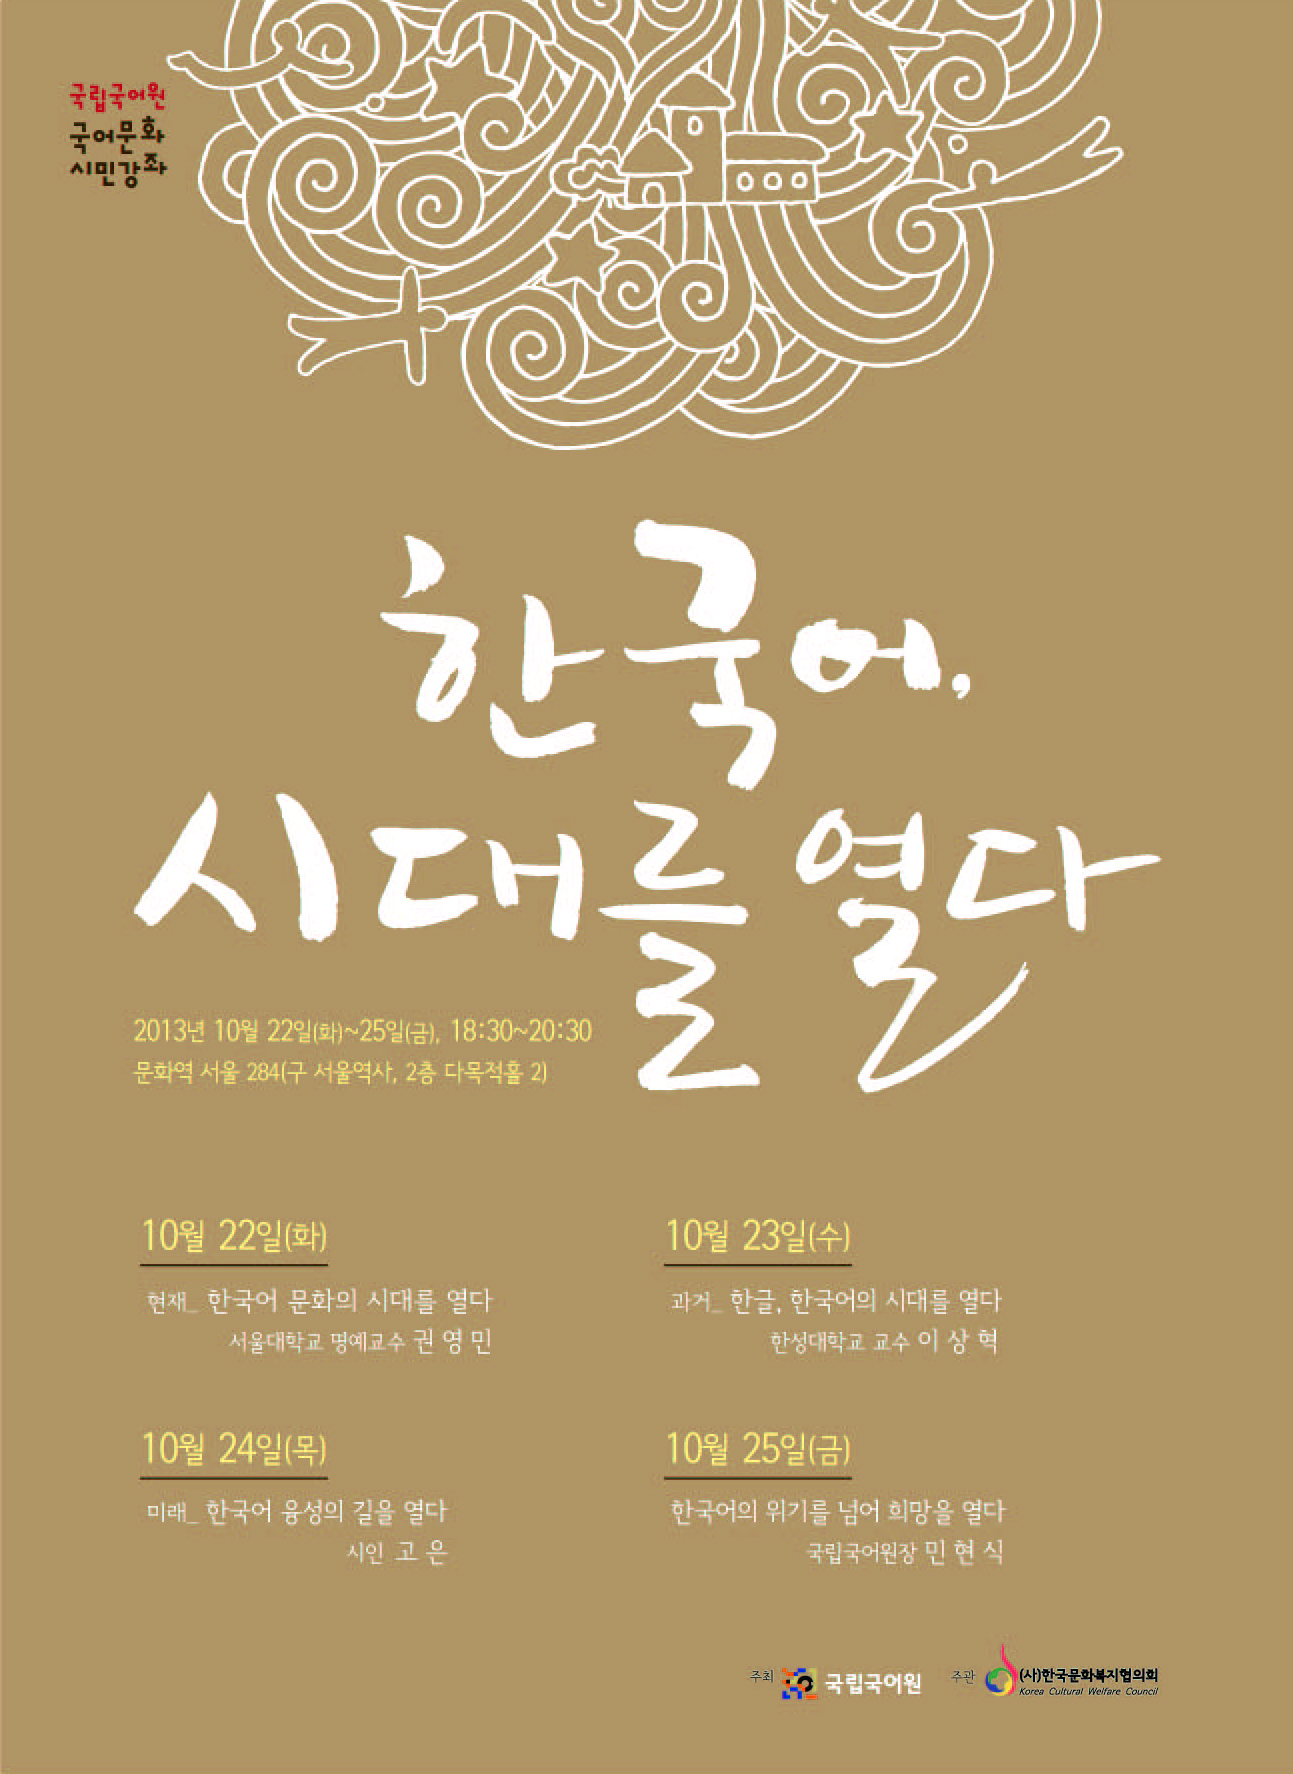 국립국어원
국어문화
시민강좌
한국어,
시대를 열다
2013년 10월 22일(화)~25일(금), 18:30~20:30
문화역 서울 284(구 서울역사, 2층 다목적홀 2)
10월 22일(화)
현재_ 한국어 문화의 시대를 열다
서울대학교 명예교수 권 영 민
10월 23일(수)
과거_ 한글, 한국어의 시대를 열다
한성대학교 교수 이 상 혁
10월 24일(목)
미래_ 한국어 융성의 길을 열다
시인 고 은
10월 25일(금)
한국어의 위기를 넘어 희망을 열다
국립국어원장 민 현 식
주최 국립국어원
주관 (사)한국문화복지협의회
Korea Cultural Welfare Council